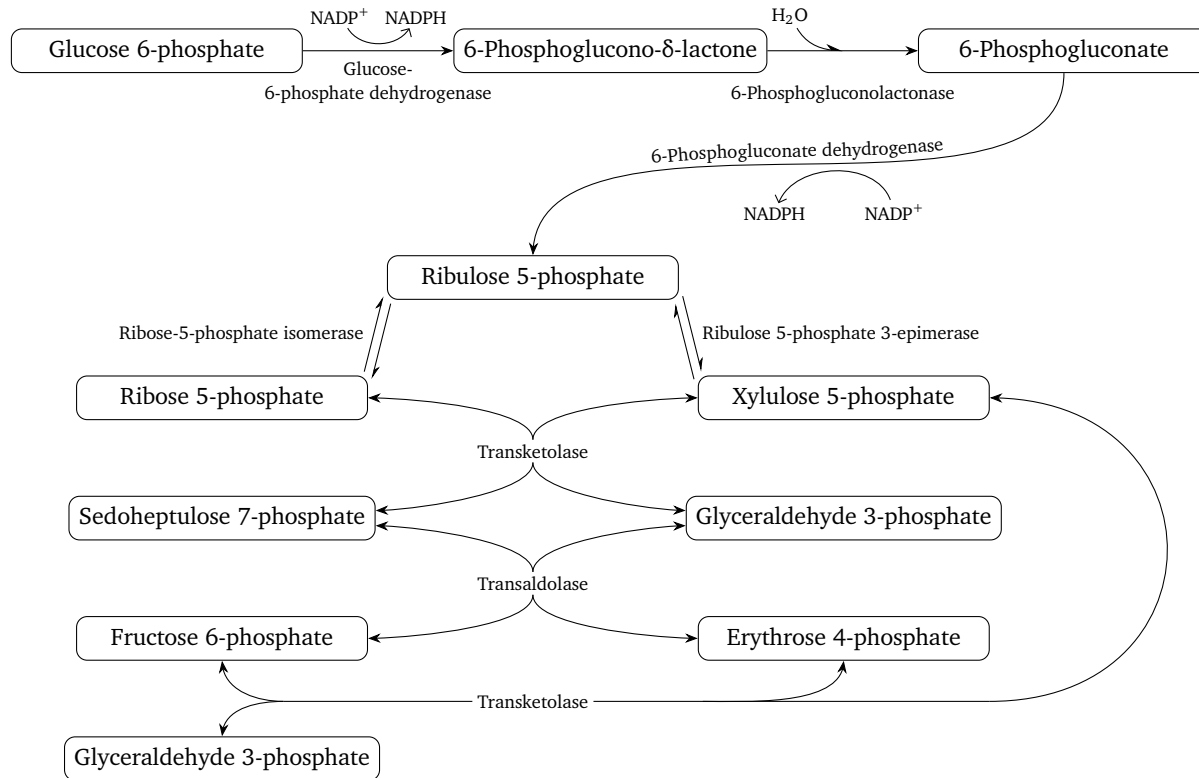 NADP+ NADPH
H2O
Glucose 6-phosphate
6-Phosphoglucono-δ-lactone
6-Phosphogluconate
Glucose-
6-phosphate dehydrogenase
6-Phosphogluconolactonase
6-Phosphogluconate dehydrogenase
NADPH
NADP+
Ribulose 5-phosphate
Ribose-5-phosphate isomerase
Ribulose 5-phosphate 3-epimerase
Ribose 5-phosphate
Xylulose 5-phosphate
Transketolase
Sedoheptulose 7-phosphate
Glyceraldehyde 3-phosphate
Transaldolase
Fructose 6-phosphate
Erythrose 4-phosphate
Transketolase
Glyceraldehyde 3-phosphate